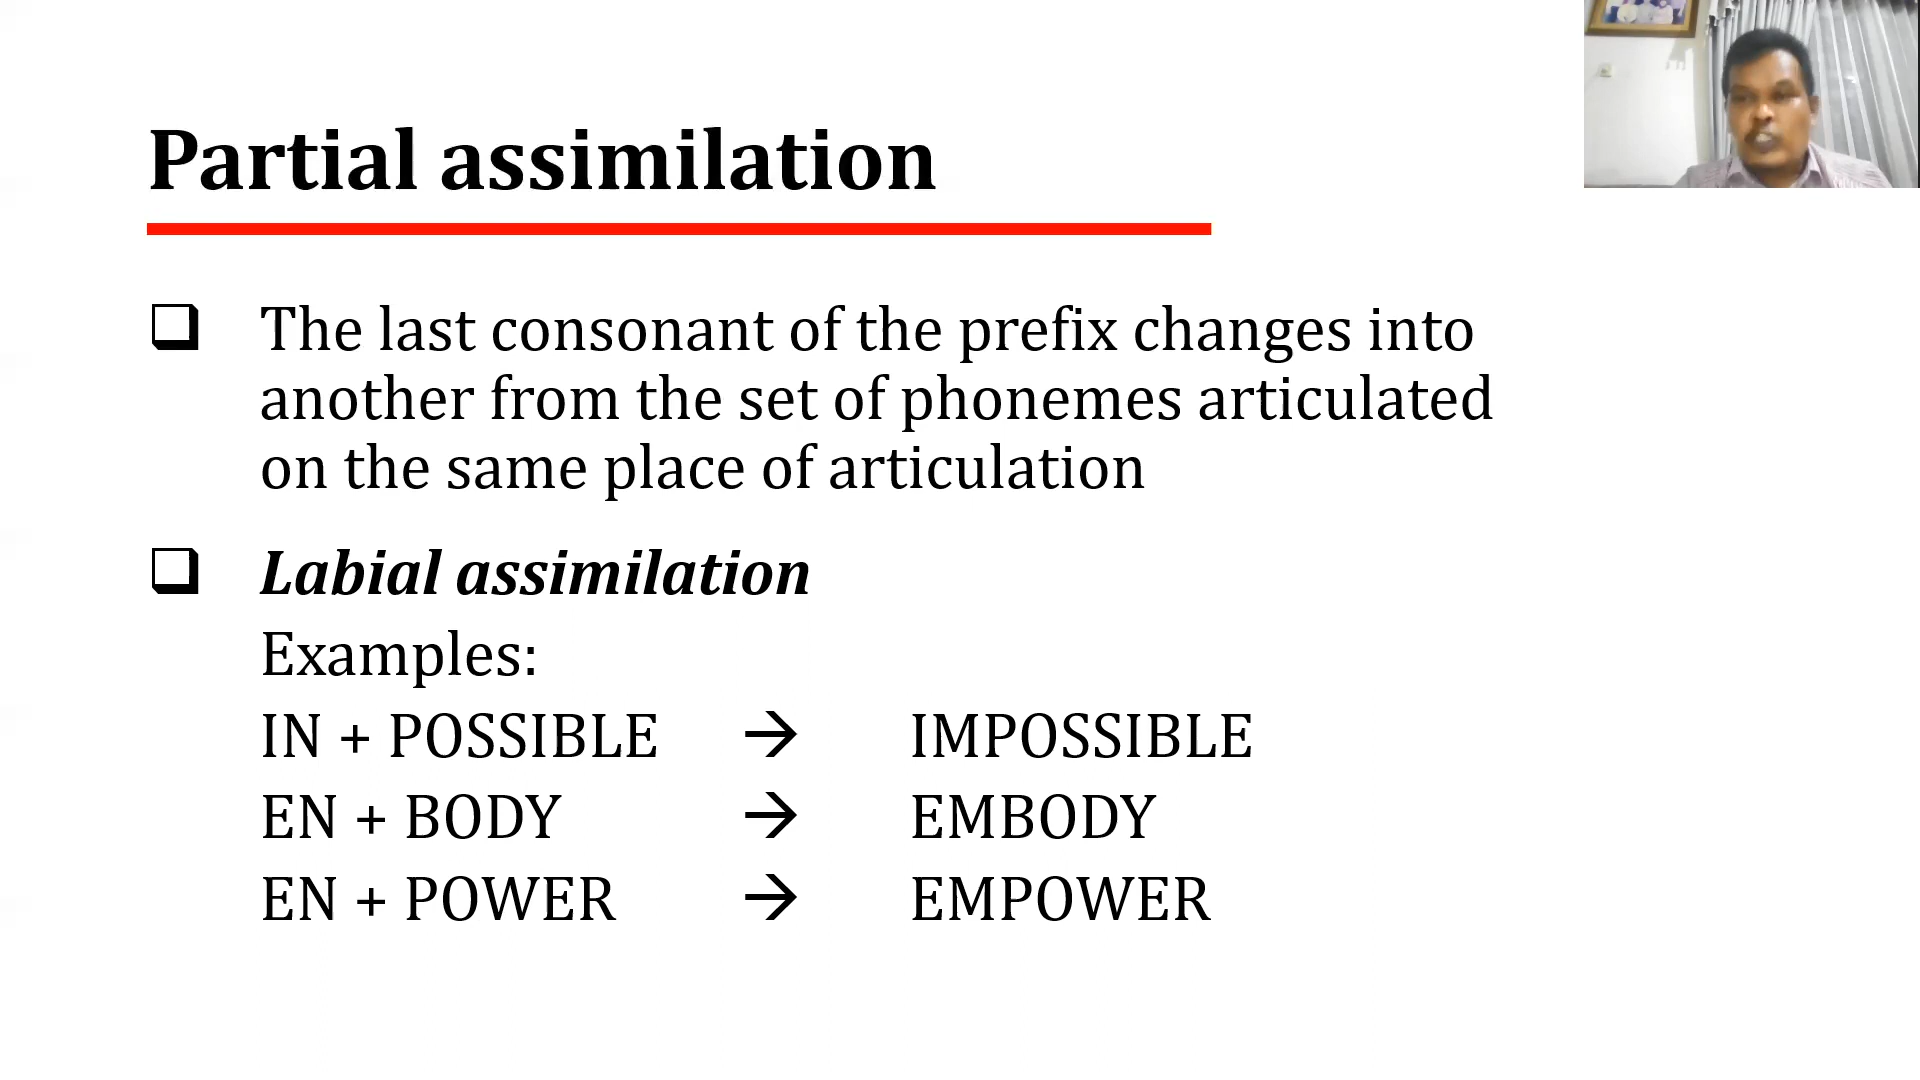 Partial assimilation
❑ The last consonant of the prefix changes into
another from the set of phonemes articulated
on the same place of articulation
❑ Labial assimilation
Examples:
IN + POSSIBLE → IMPOSSIBLE
EN + BODY → EMBODY
EN + POWER → EMPOWER